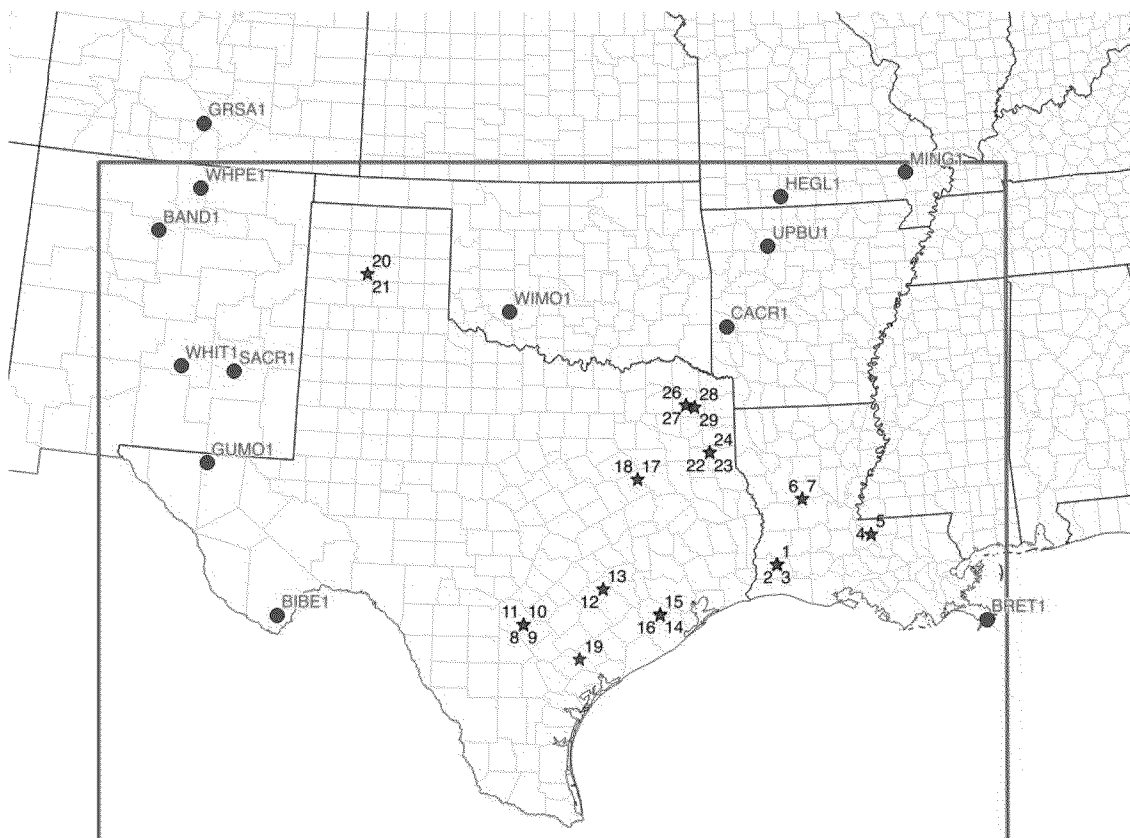 GRSA1
MING1
WHPE1
HEGL1
BAND1
UPBU1
20
21
WIMO1
CACR1
WHIT1
SACR1
26 28
27 29
24
22 23
GUMO1
18 17
6 7
5
4
1
2 3
13
12
BIBE1
11 10
8 9
15
16 14
BRET1
19